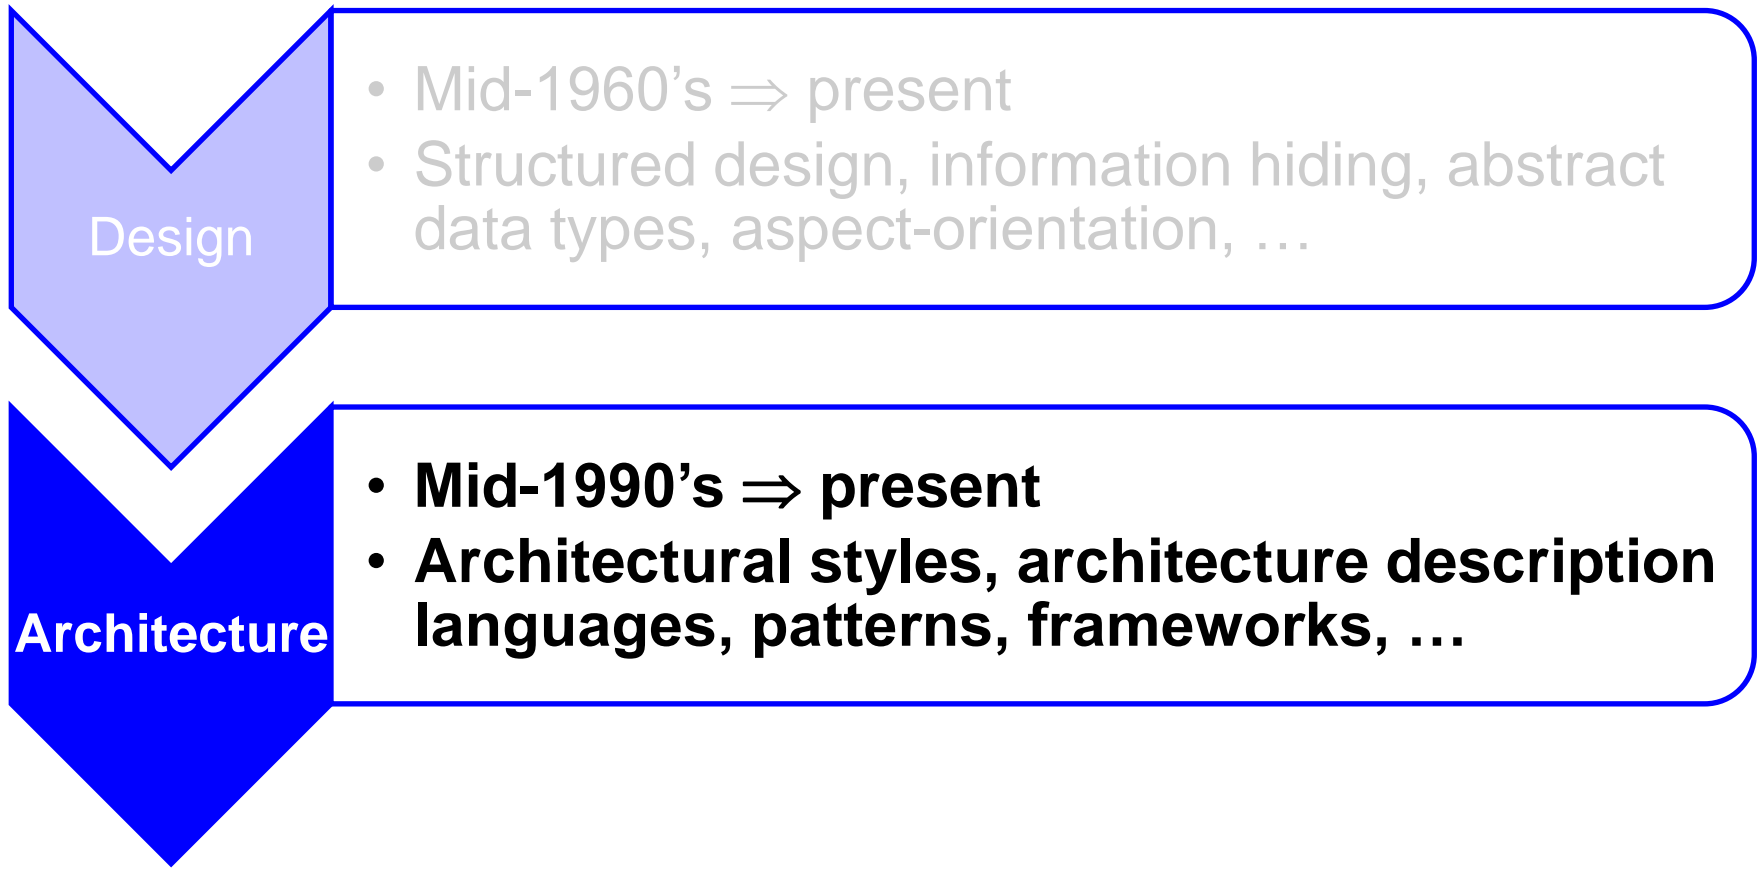 Design
• Mid-1960’s ⇒ present
• Structured design, information hiding, abstract
data types, aspect-orientation, …
Architecture
• Mid-1990’s ⇒ present
• Architectural styles, architecture description
languages, patterns, frameworks, …